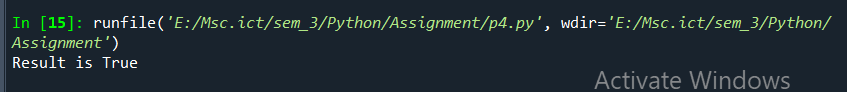 In [15]: runfile('E:/Msc.ict/sem_3/Python/Assignment/p4.py', wdir='E:/Msc.ict/sem_3/Python/
Assignment')
Result is True
Activate Windows